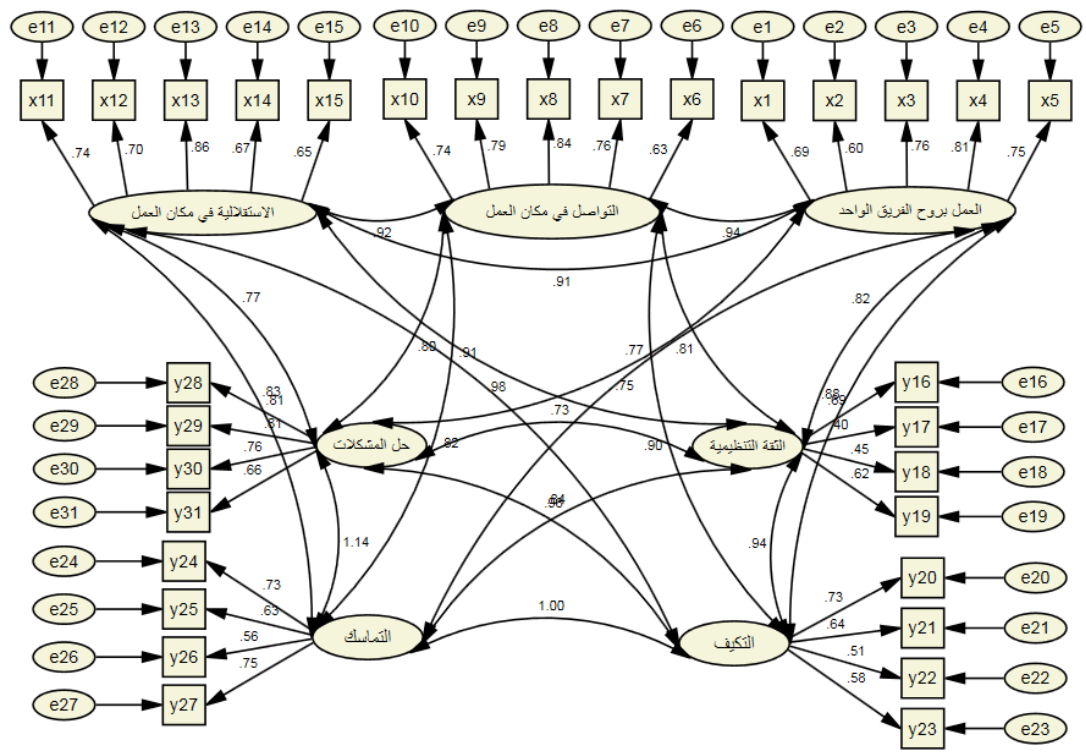 e11 e12 e13 e14 e15 e10 e9 e8 e7 e6 e1 e2 e3 e4 e5
x11 x12 x13 x14 x15 x10 x9 x8 x7 x6 x1 x2 x3 x4 x5
.74 .70 .86 .67 .65 .74 .79 .84 .76 .63 .69 .60 .76 .81 .75
الاستقلالية في مكان العمل
التواصل في مكان العمل
العمل بروح الفريق الواحد
.92 .94
.91
.77 .82
.80 .91 .77 .81
.98 .75
e28 y28 .83
.81
e29 y29 .81
e30 y30 .76
e31 y31 .66
حل المشكلات
.73
.82 .90
الثقة التنظيمية
y16 e16
.40 y17 e17
.45 y18 e18
.62 y19 e19
1.14 .94
e24 y24 .73
e25 y25 .63
e26 y26 .56
e27 y27 .75
التماسك
1.00
التكيف
.73 y20 e20
.64 y21 e21
.51 y22 e22
.58 y23 e23